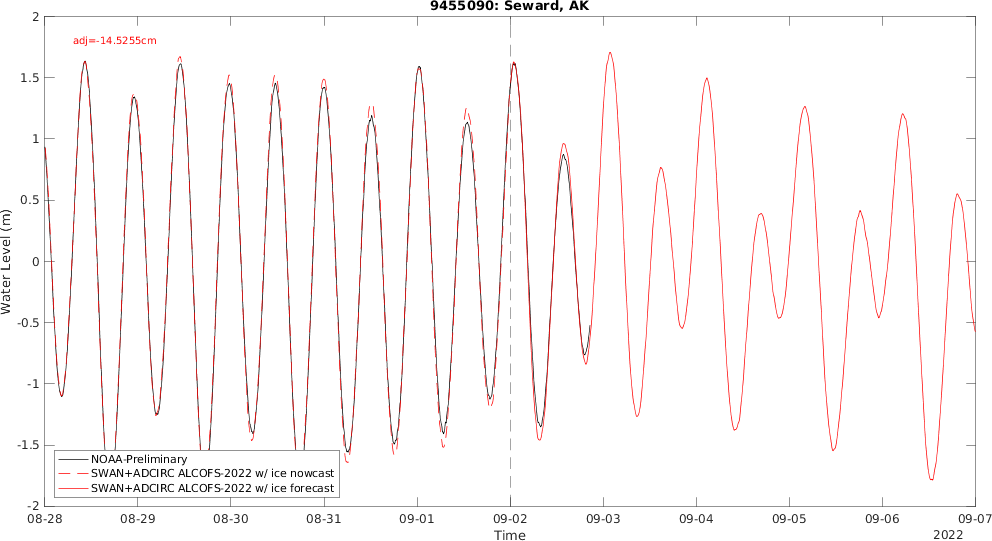 9455090: Seward, AK
adj=-14.5255cm
2
1.5
1
0.5
0
-0.5
-1
-1.5
-2
Water Level (m)
NOAA-Preliminary
SWAN+ADCIRC ALCOFS-2022 w/ ice nowcast
SWAN+ADCIRC ALCOFS-2022 w/ ice forecast
08-28 08-29 08-30 08-31 09-01 09-02 09-03 09-04 09-05 09-06 09-07
Time
2022